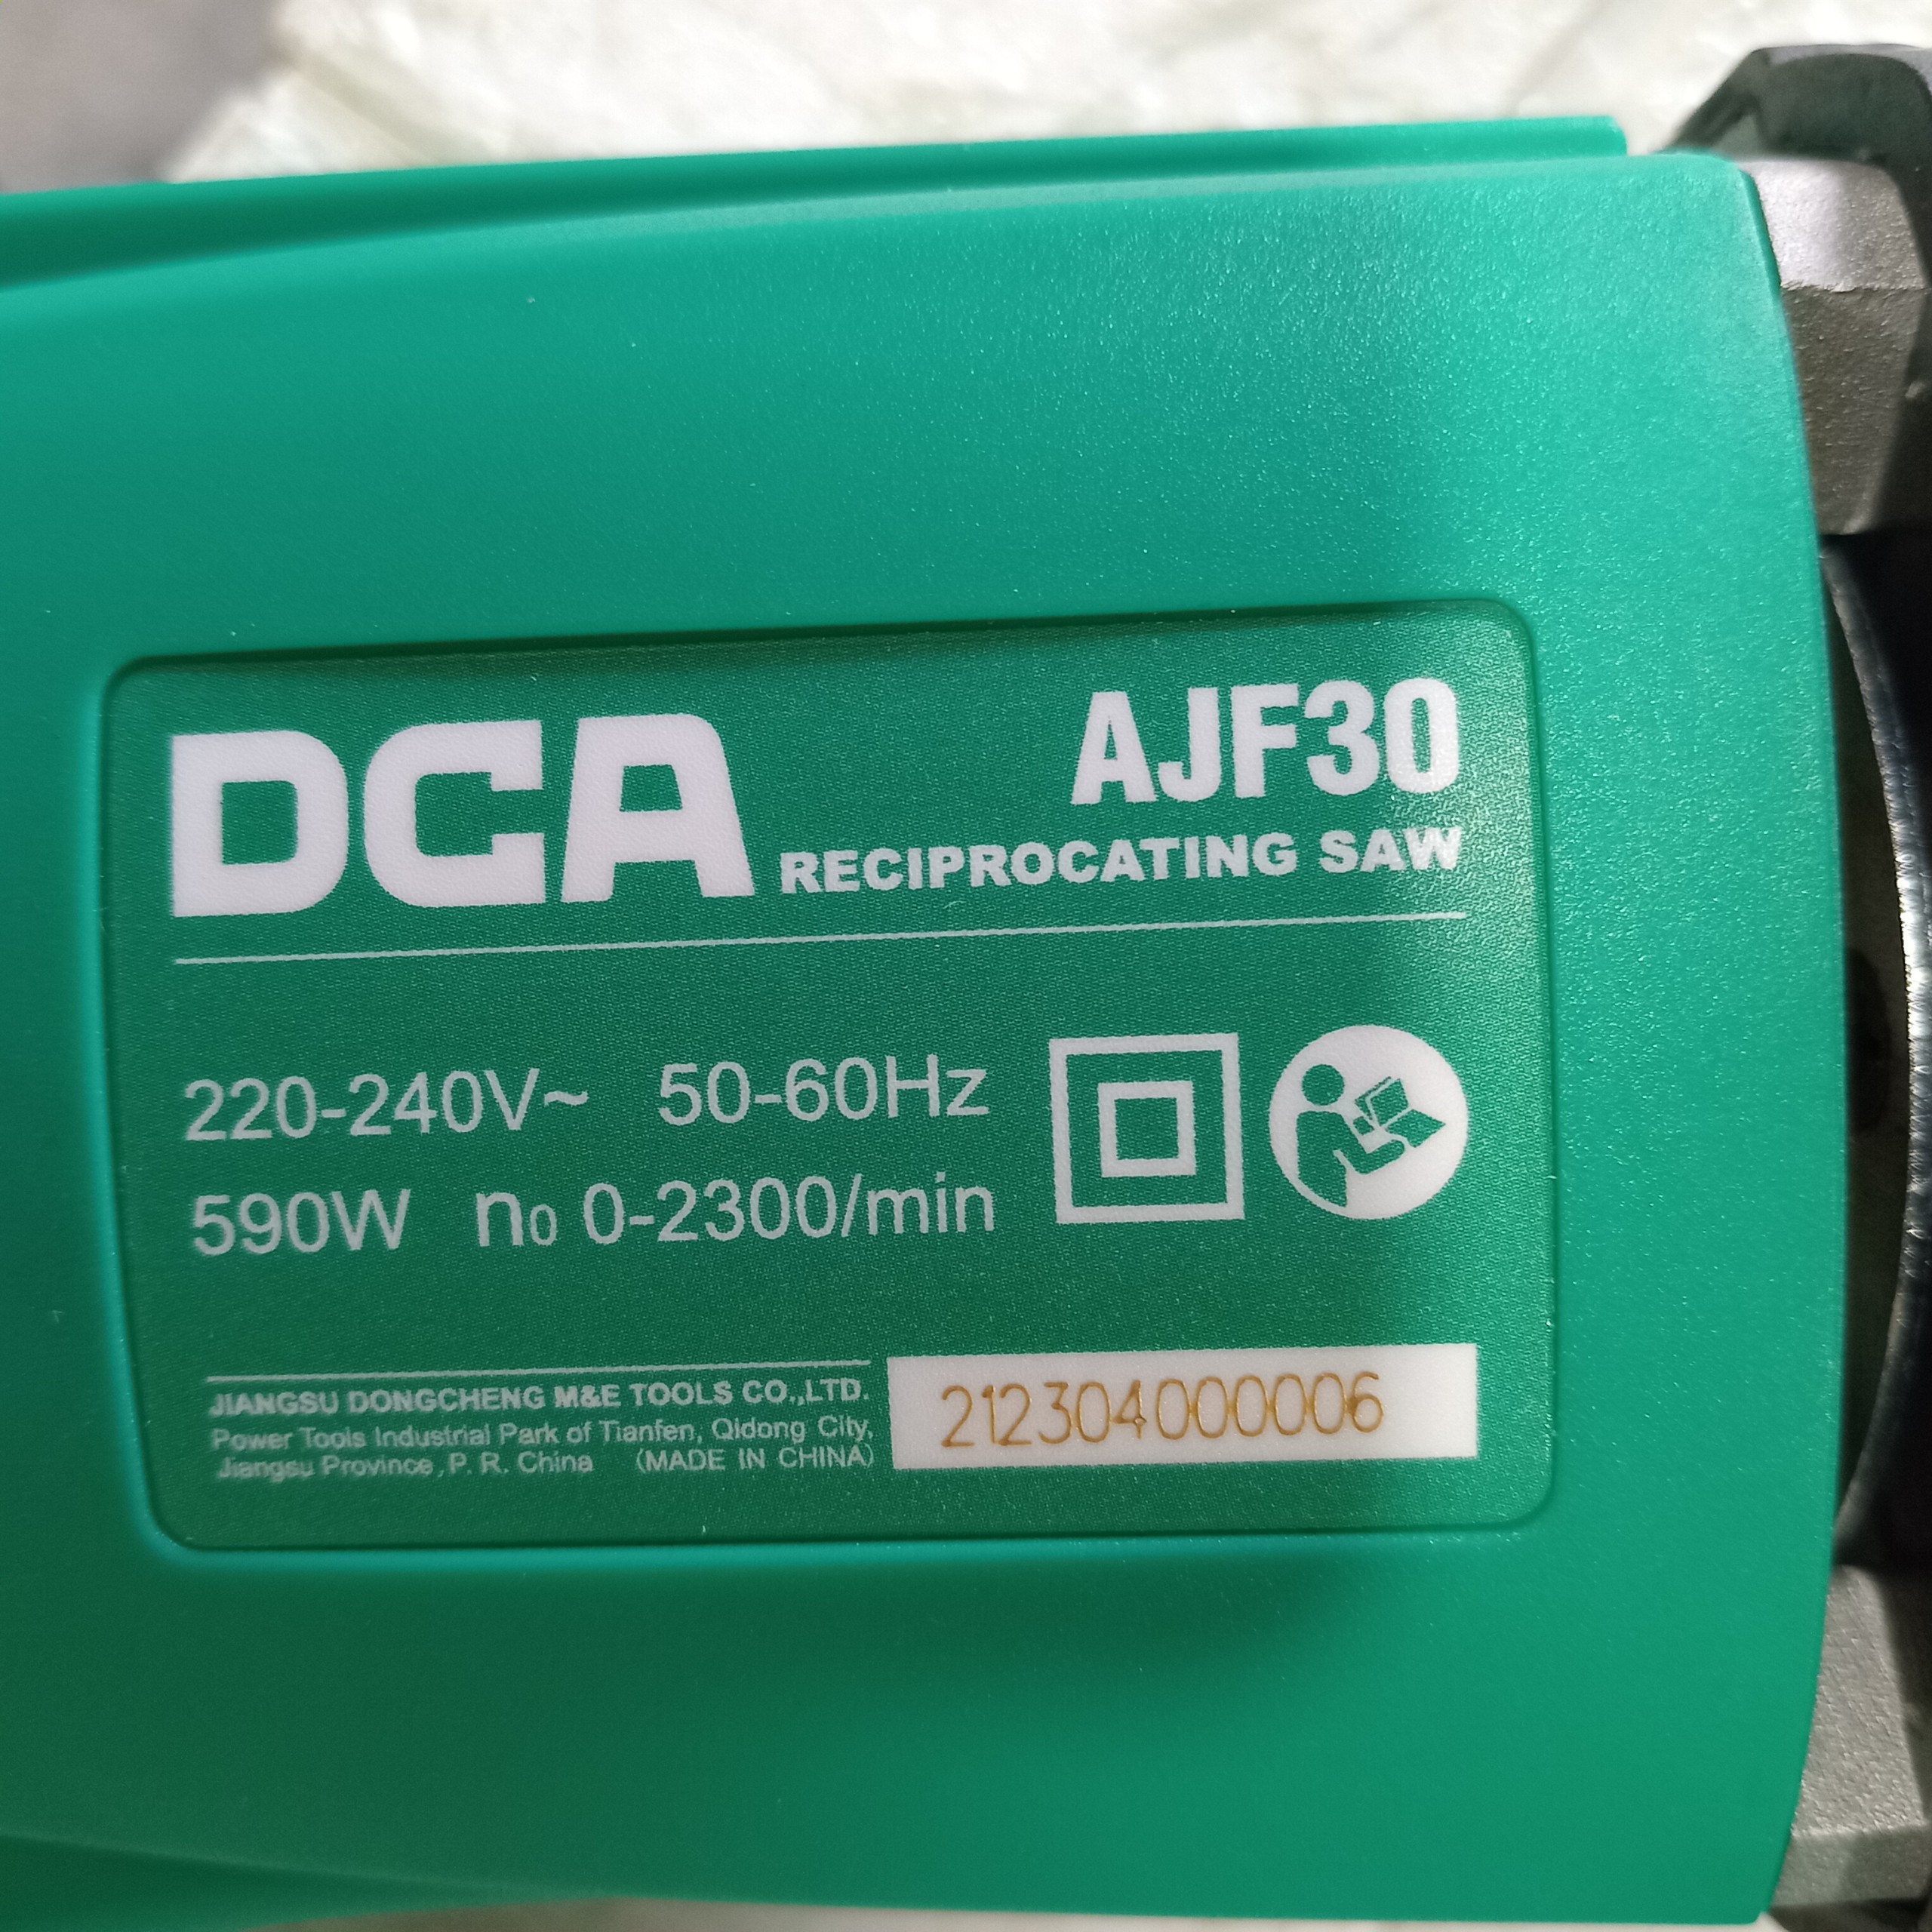 DCA AJF30
RECIPROCATING SAW
220-240V~ 50-60Hz
590W n₀ 0-2300/min
JIANGSU DONGCHENG M&E TOOLS CO.,LTD.
Power Tools Industrial Park of Tianfen, Qidong City,
Jiangsu Province, P. R. China (MADE IN CHINA)
212304000006